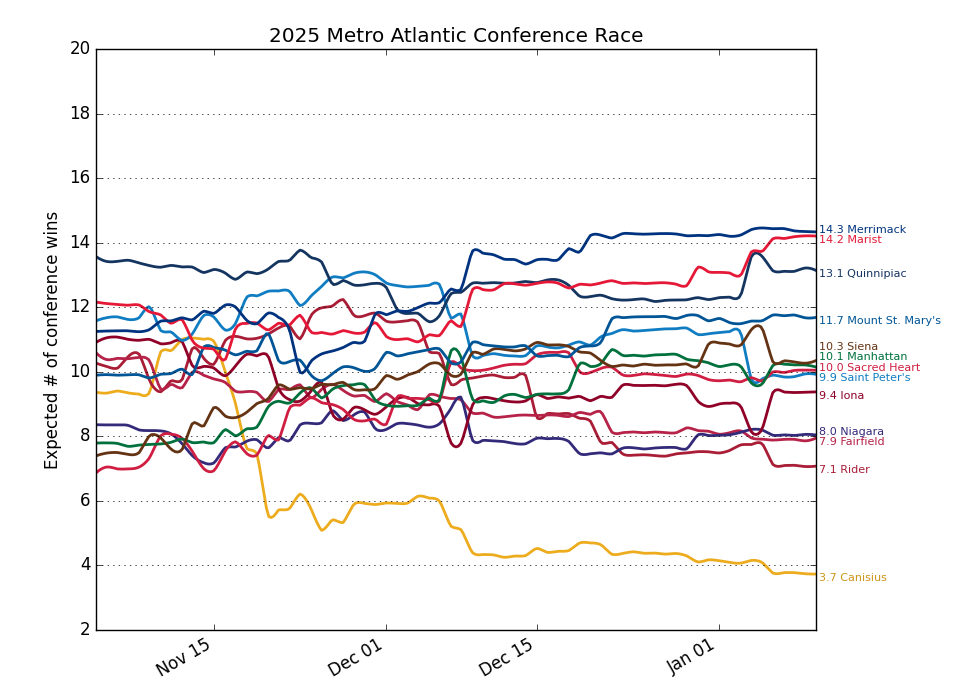 2025 Metro Atlantic Conference Race
Expected # of conference wins
20
18
16
14
12
10
8
6
4
2
Nov 15
Dec 01
Dec 15
Jan 01
14.3 Merrimack
14.2 Marist
13.1 Quinnipiac
11.7 Mount St. Mary's
10.3 Siena
10.1 Manhattan
10.0 Sacred Heart
9.9 Saint Peter's
9.4 Iona
8.0 Niagara
7.9 Fairfield
7.1 Rider
3.7 Canisius